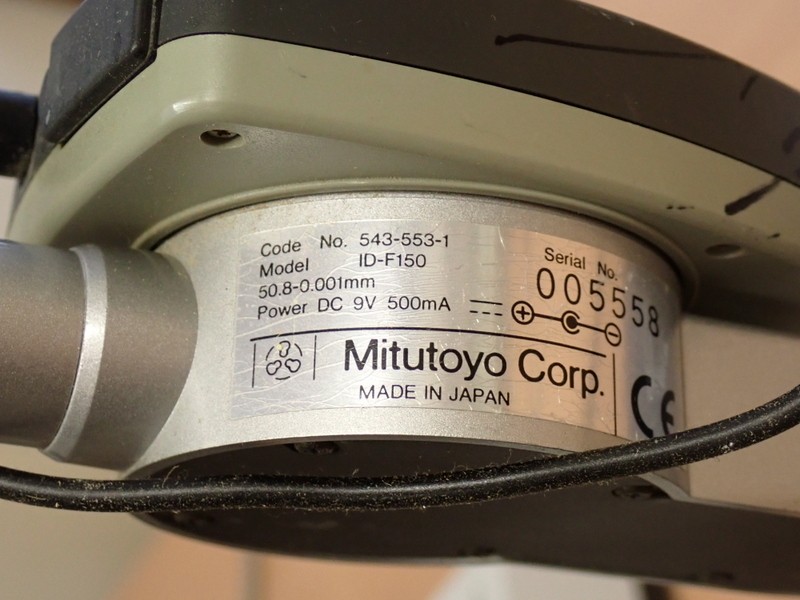 Code No. 543-553-1
Model ID-F150
50.8-0.001mm
Power DC 9V 500mA
Serial No.
005558
Mitutoyo Corp.
MADE IN JAPAN
CE